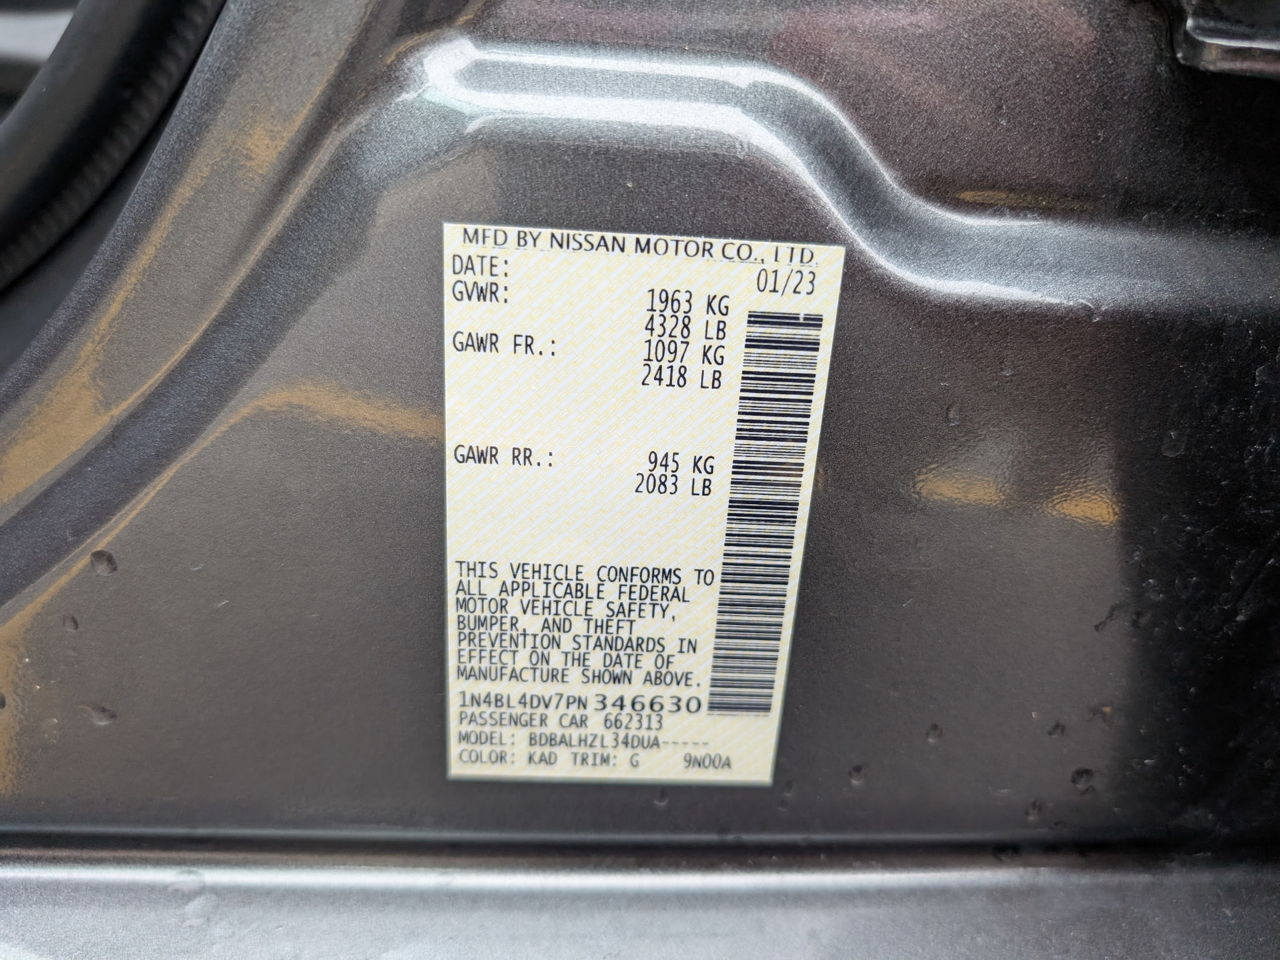 MFD BY NISSAN MOTOR CO., LTD.
DATE: 01/23
GVWR: 1963 KG
4328 LB
GAWR FR.: 1097 KG
2418 LB
GAWR RR.: 945 KG
2083 LB
THIS VEHICLE CONFORMS TO
ALL APPLICABLE FEDERAL
MOTOR VEHICLE SAFETY,
BUMPER, AND THEFT
PREVENTION STANDARDS IN
EFFECT ON THE DATE OF
MANUFACTURE SHOWN ABOVE.
1N4BL4DV7PN346630
PASSENGER CAR 662313
MODEL: BDBALHZL34DUA-----
COLOR: KAD TRIM: G 9N00A